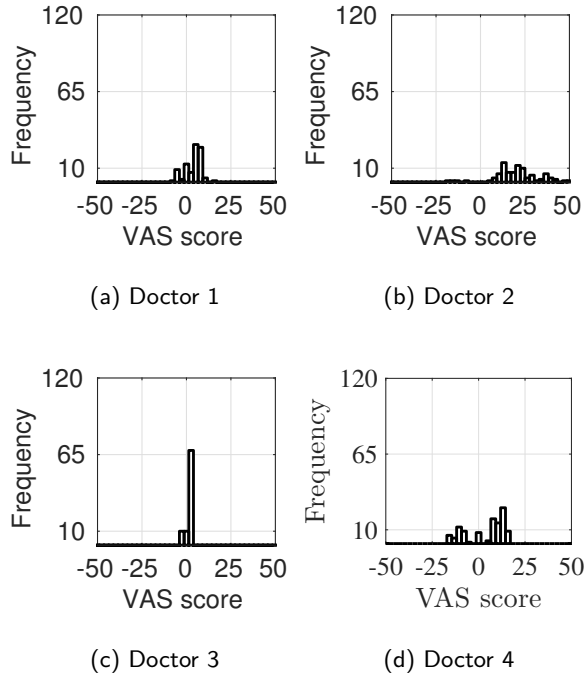 120
65
10
Frequency
-50 -25 0 25 50
VAS score
(a) Doctor 1
120
65
10
Frequency
-50 -25 0 25 50
VAS score
(b) Doctor 2
120
65
10
Frequency
-50 -25 0 25 50
VAS score
(c) Doctor 3
120
65
10
Frequency
-50 -25 0 25 50
VAS score
(d) Doctor 4